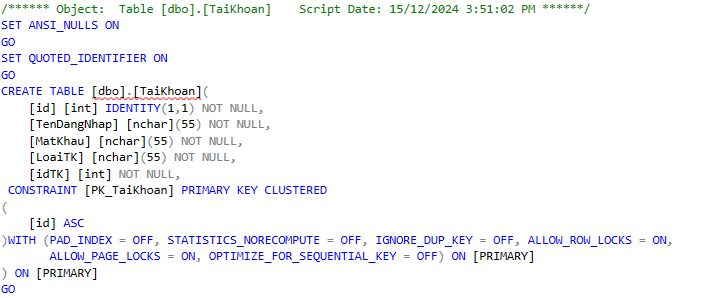 /****** Object:  Table [dbo].[TaiKhoan]    Script Date: 15/12/2024 3:51:02 PM ******/
SET ANSI_NULLS ON
GO
SET QUOTED_IDENTIFIER ON
GO
CREATE TABLE [dbo].[TaiKhoan](
    [id] [int] IDENTITY(1,1) NOT NULL,
    [TenDangNhap] [nchar](55) NOT NULL,
    [MatKhau] [nchar](55) NOT NULL,
    [LoaiTK] [nchar](55) NOT NULL,
    [idTK] [int] NOT NULL,
 CONSTRAINT [PK_TaiKhoan] PRIMARY KEY CLUSTERED
(
    [id] ASC
)WITH (PAD_INDEX = OFF, STATISTICS_NORECOMPUTE = OFF, IGNORE_DUP_KEY = OFF, ALLOW_ROW_LOCKS = ON,
       ALLOW_PAGE_LOCKS = ON, OPTIMIZE_FOR_SEQUENTIAL_KEY = OFF) ON [PRIMARY]
) ON [PRIMARY]
GO